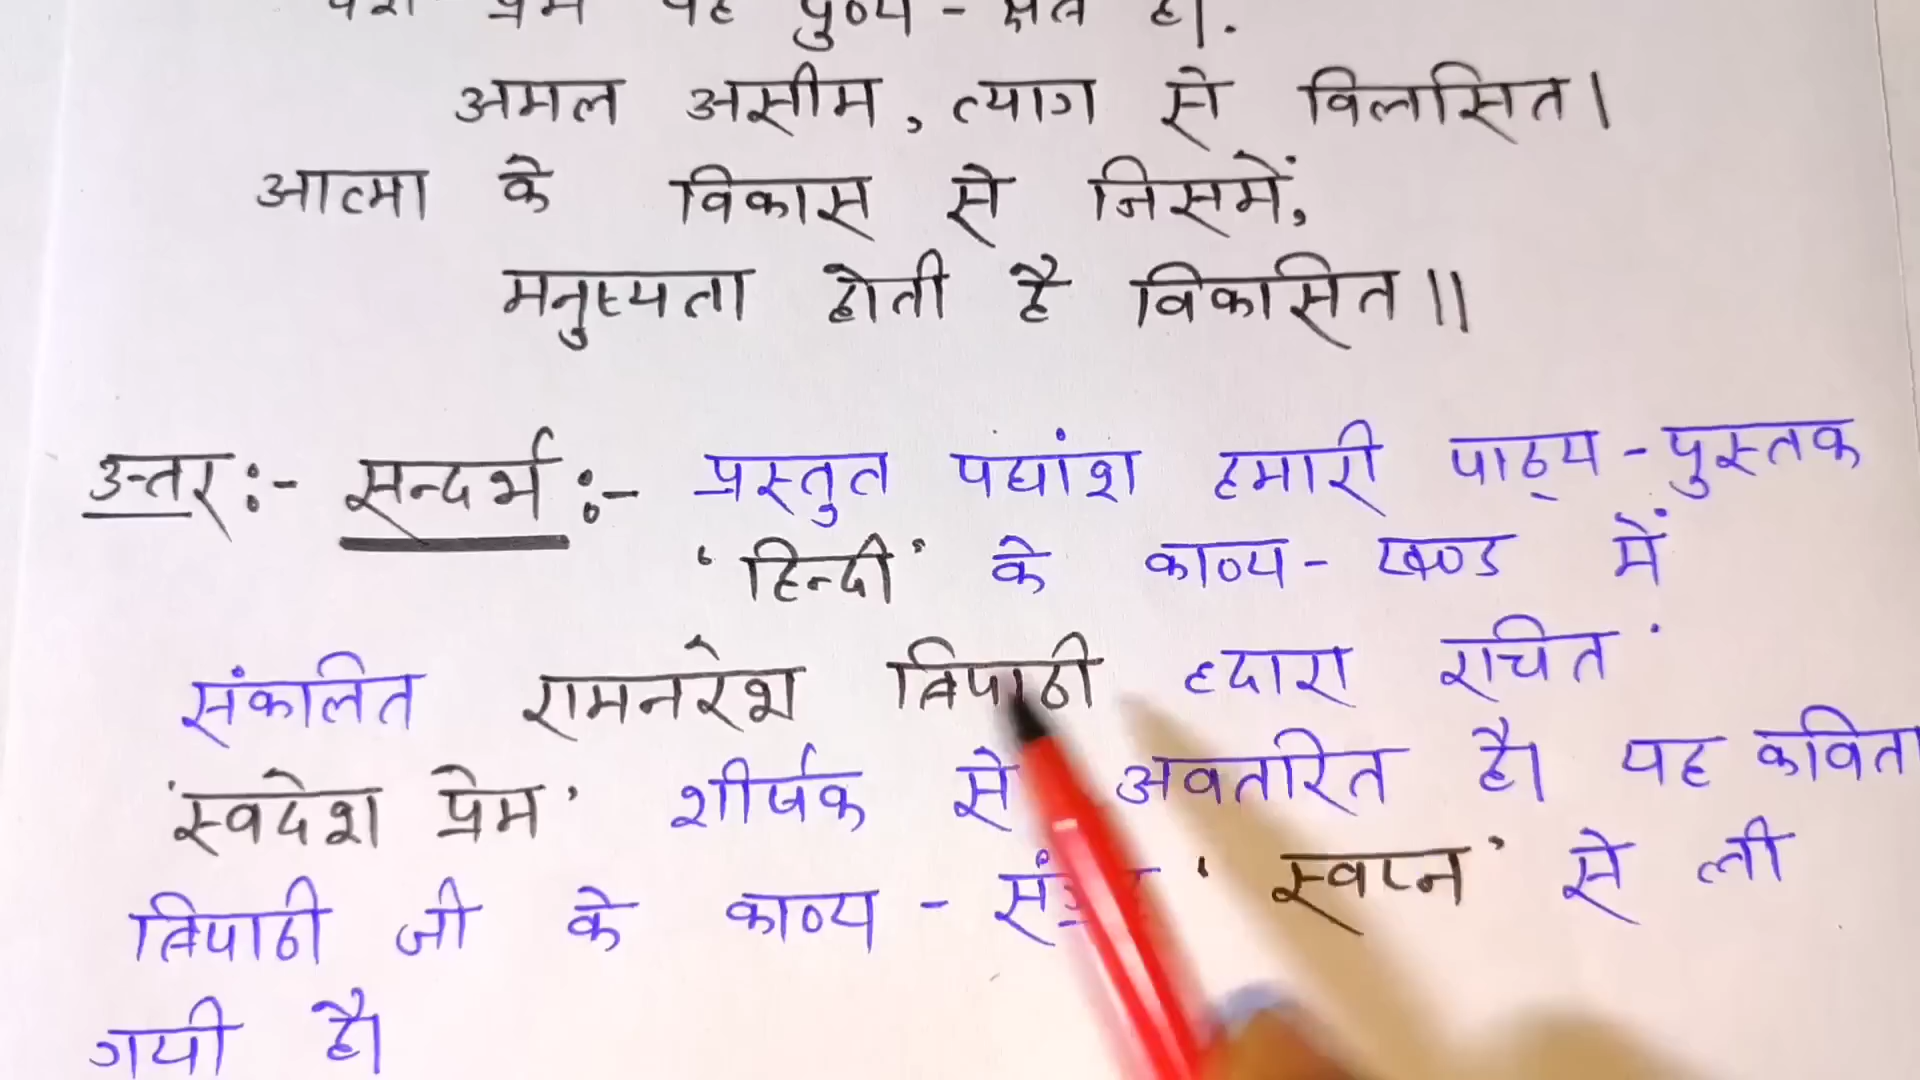 प्रेम यह पुण्य - क्षेत्र है।
अमल असीम, त्याग से विलसित।
आत्मा के विकास से जिसमें,
मनुष्यता होती है विकसित॥
उत्तर:- सन्दर्भ:- प्रस्तुत पद्यांश हमारी पाठ्य-पुस्तक
'हिन्दी' के काव्य-खण्ड में
संकलित रामनरेश त्रिपाठी द्वारा रचित
'स्वदेश प्रेम' शीर्षक से अवतरित है। यह कविता
त्रिपाठी जी के काव्य - 'स्वप्न' से ली
गयी है।